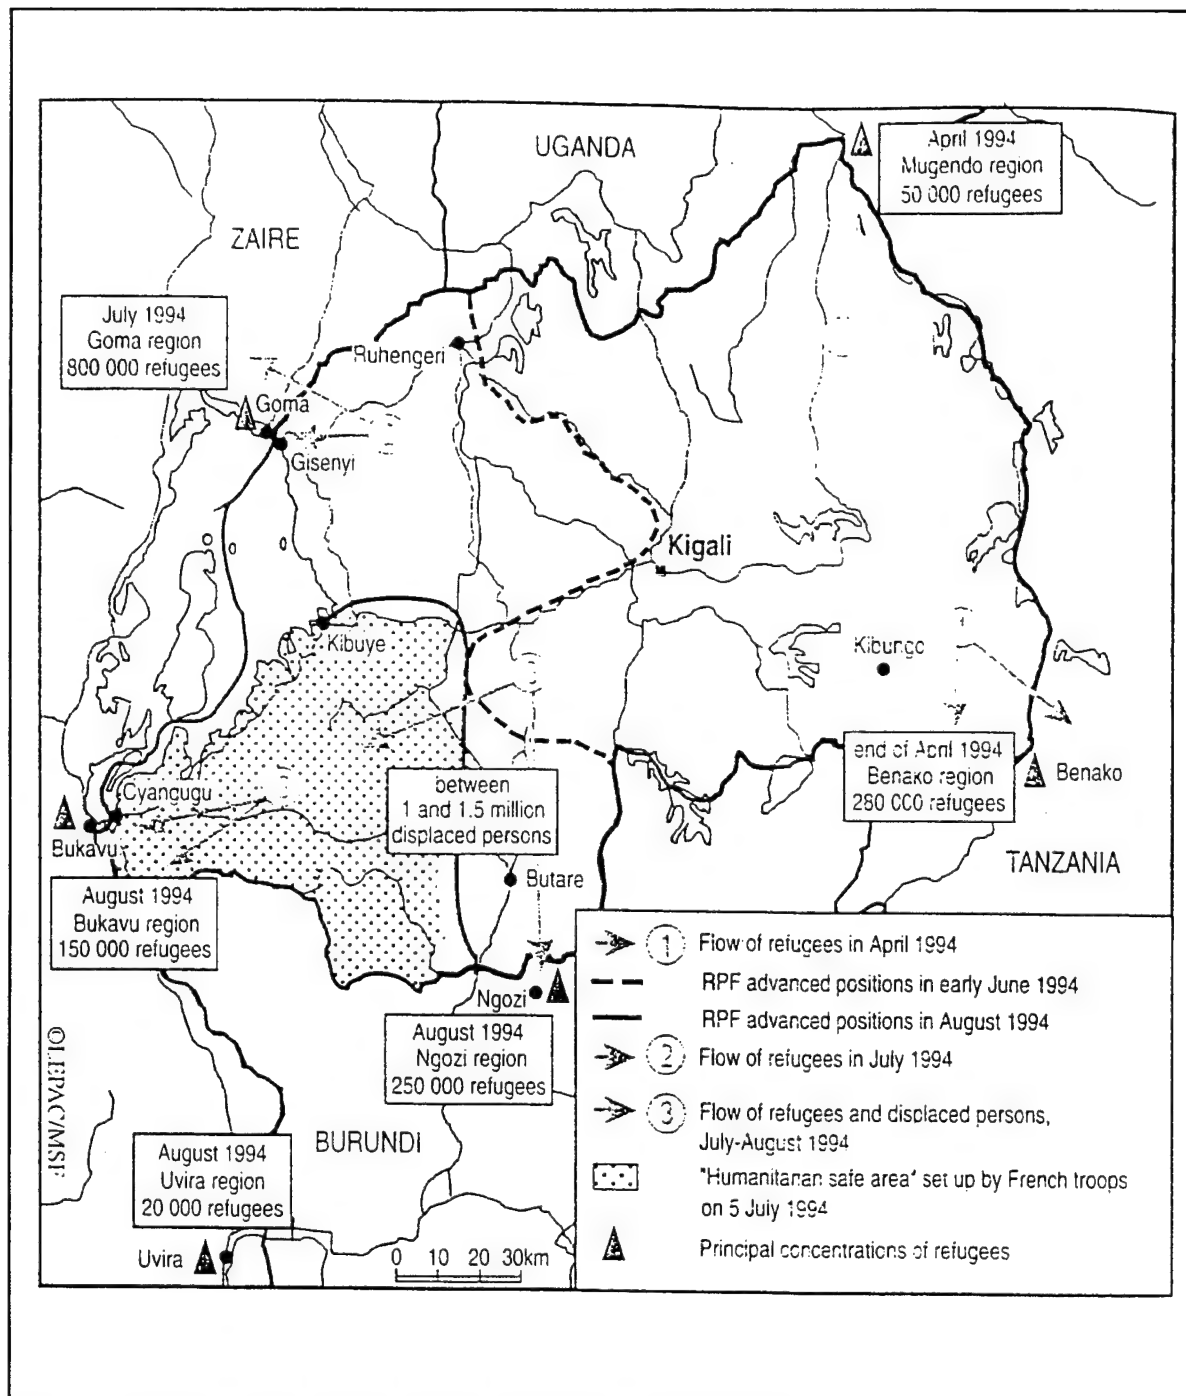 UGANDA
April 1994
Mugendo region
50 000 refugees
ZAIRE
July 1994
Goma region
800 000 refugees
Ruhengeri
Goma
Gisenyi
Kigali
Kibuye
Kibungo
end of April 1994
Benako region
280 000 refugees
Benako
between
1 and 1.5 million
displaced persons
Cyangugu
Bukavu
TANZANIA
August 1994
Bukavu region
150 000 refugees
Butare
Ngozi
August 1994
Ngozi region
250 000 refugees
BURUNDI
August 1994
Uvira region
20 000 refugees
Uvira
0 10 20 30km
1 Flow of refugees in April 1994
RPF advanced positions in early June 1994
RPF advanced positions in August 1994
2 Flow of refugees in July 1994
3 Flow of refugees and displaced persons,
July-August 1994
"Humanitarian safe area" set up by French troops
on 5 July 1994
Principal concentrations of refugees
©LEPAC/MSF